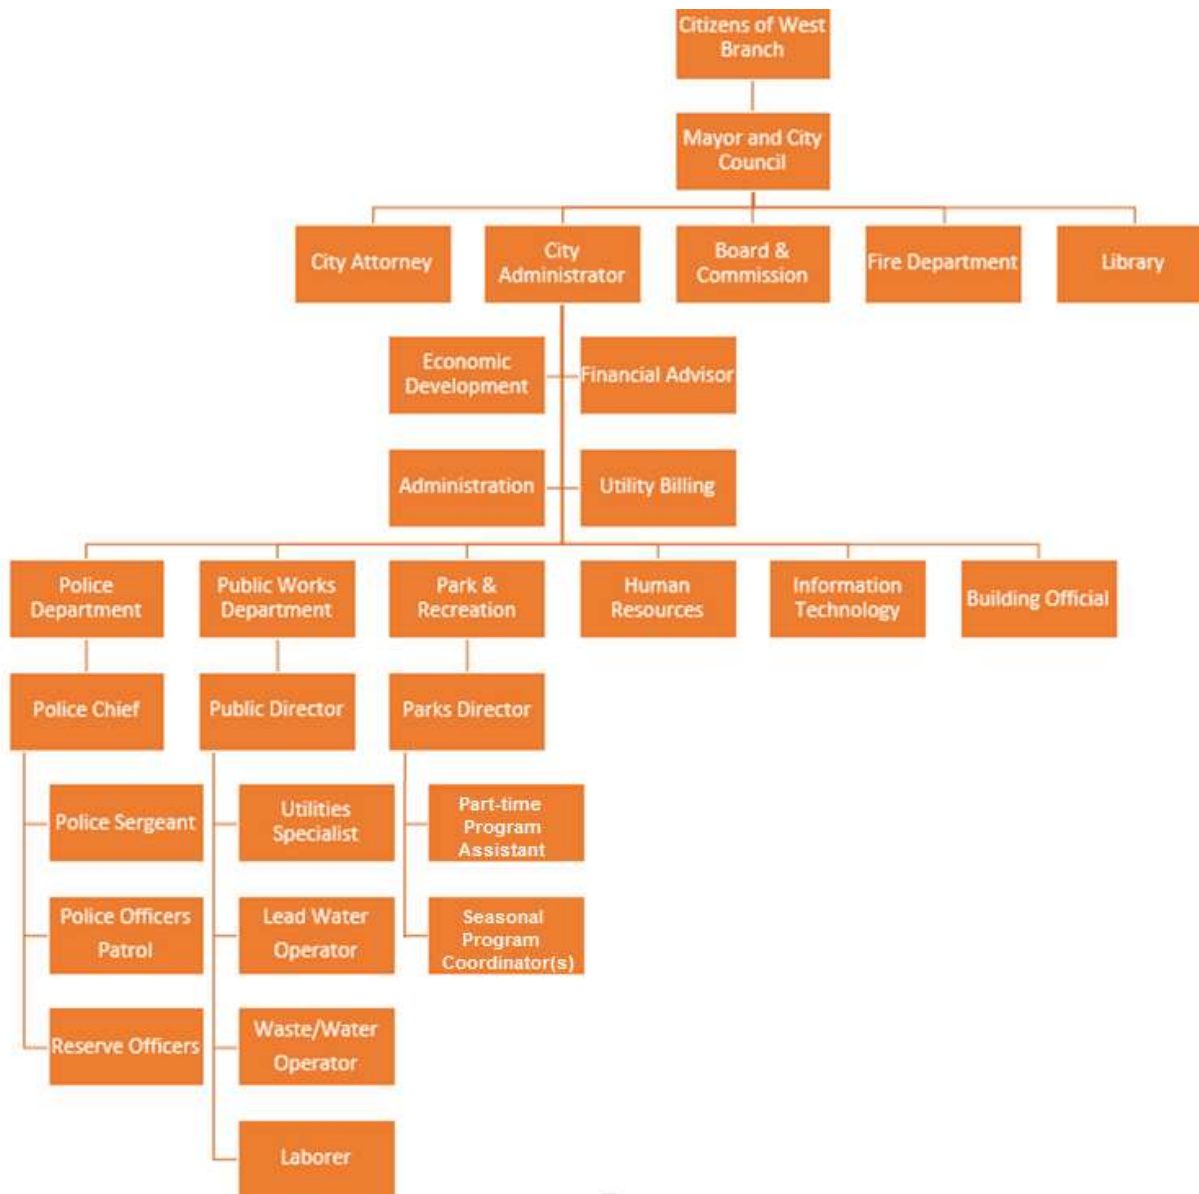 Citizens of West
Branch
Mayor and City
Council
City Attorney
City
Administrator
Board &
Commission
Fire Department
Library
Economic
Development
Financial Advisor
Administration
Utility Billing
Police
Department
Public Works
Department
Park &
Recreation
Human
Resources
Information
Technology
Building Official
Police Chief
Public Director
Parks Director
Police Sergeant
Utilities
Specialist
Part-time
Program
Assistant
Police Officers
Patrol
Lead Water
Operator
Seasonal
Program
Coordinator(s)
Reserve Officers
Waste/Water
Operator
Laborer